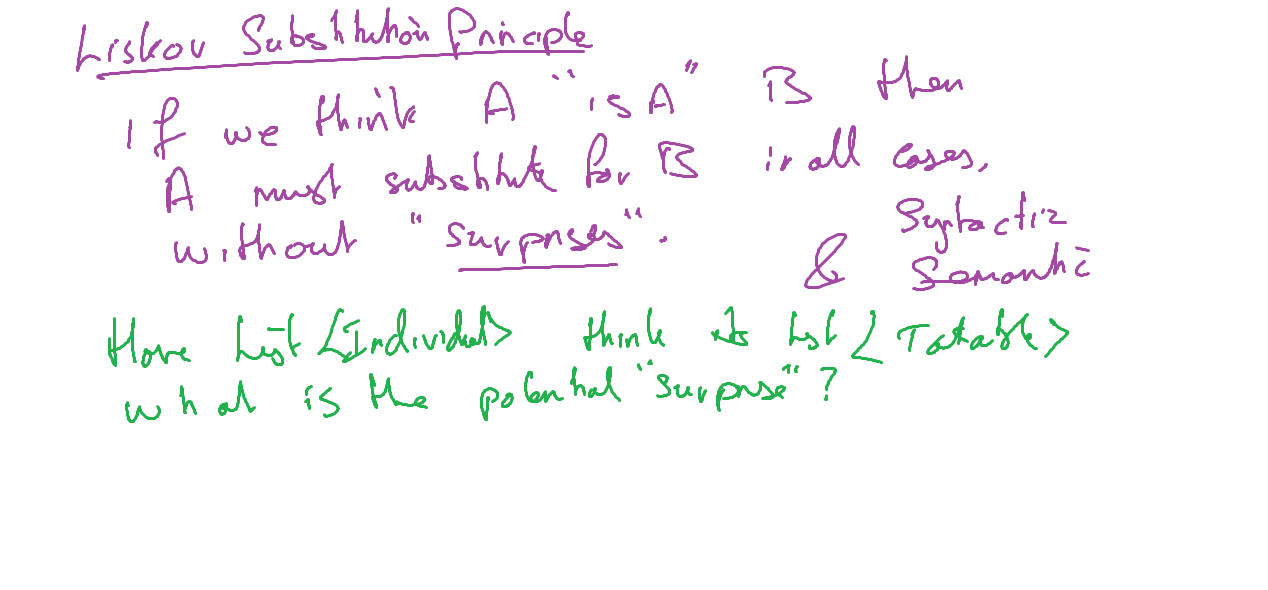 Liskov Substitution Principle
If we think A "is A" B then
A must substitute for B in all cases,
without "surprises".
Syntactic
& Semantic
Have List<Individual> think its List<Taxable>
what is the potential "surprise"?